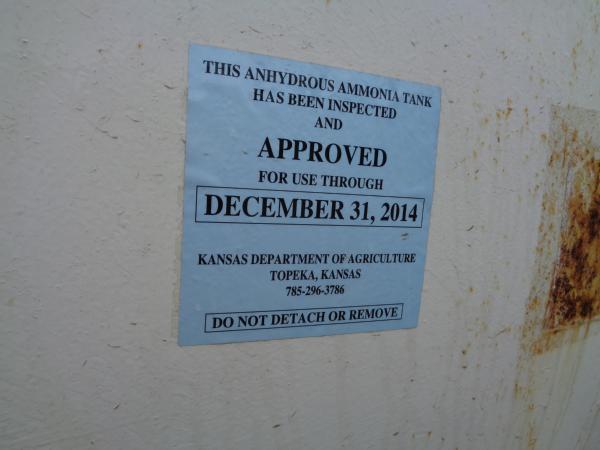 THIS ANHYDROUS AMMONIA TANK
HAS BEEN INSPECTED
AND
APPROVED
FOR USE THROUGH
DECEMBER 31, 2014
KANSAS DEPARTMENT OF AGRICULTURE
TOPEKA, KANSAS
785-296-3786
DO NOT DETACH OR REMOVE